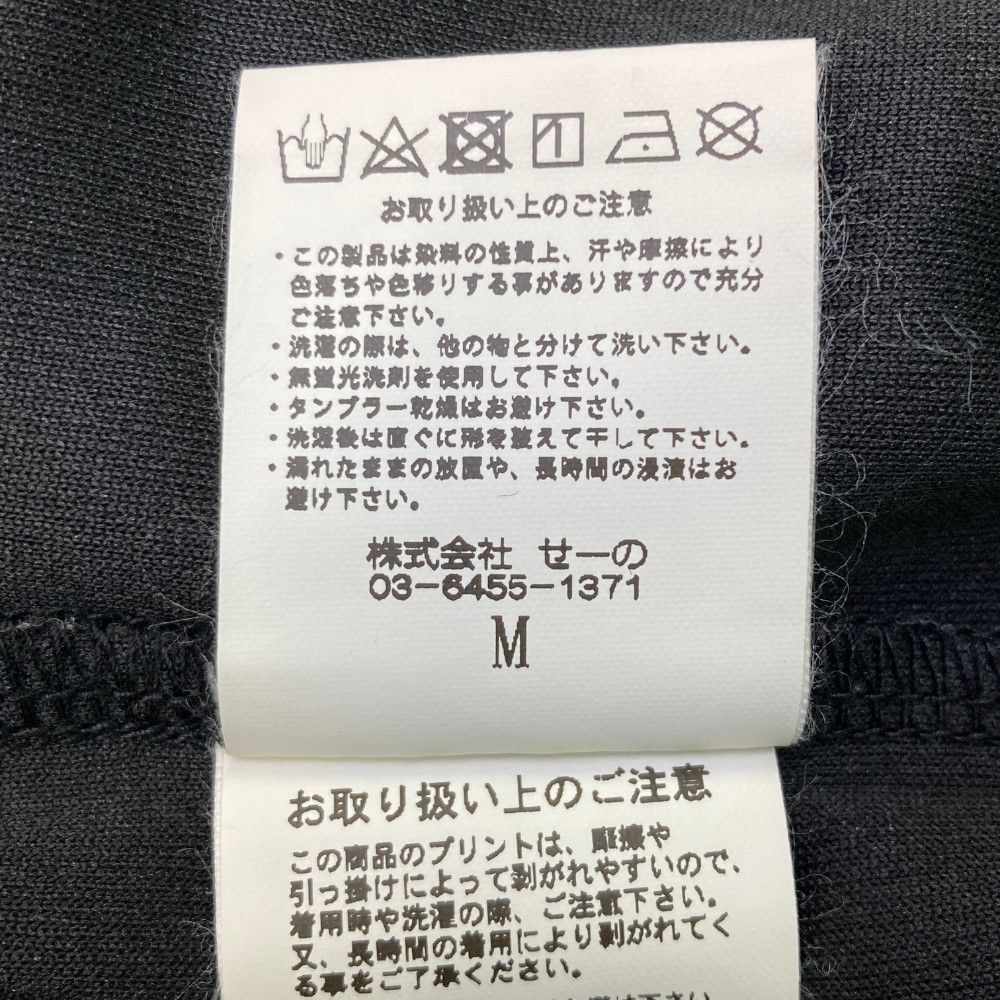 お取り扱い上のご注意
・この製品は染料の性質上、汗や摩擦により
色落ちや色移りする事がありますので充分
ご注意下さい。
・洗濯の際は、他の物と分けて洗い下さい。
・無蛍光洗剤を使用して下さい。
・タンブラー乾燥はお避け下さい。
・洗濯後は直ぐに形を整えて干して下さい。
・濡れたままの放置や、長時間の浸漬はお
避け下さい。
株式会社 せーの
03-6455-1371
M
お取り扱い上のご注意
この商品のプリントは、摩擦や
引っ掛けによって剥がれやすいので、
着用時や洗濯の際、ご注意下さい。
又、長時間の着用により剥がれてく
る事をご了承ください。